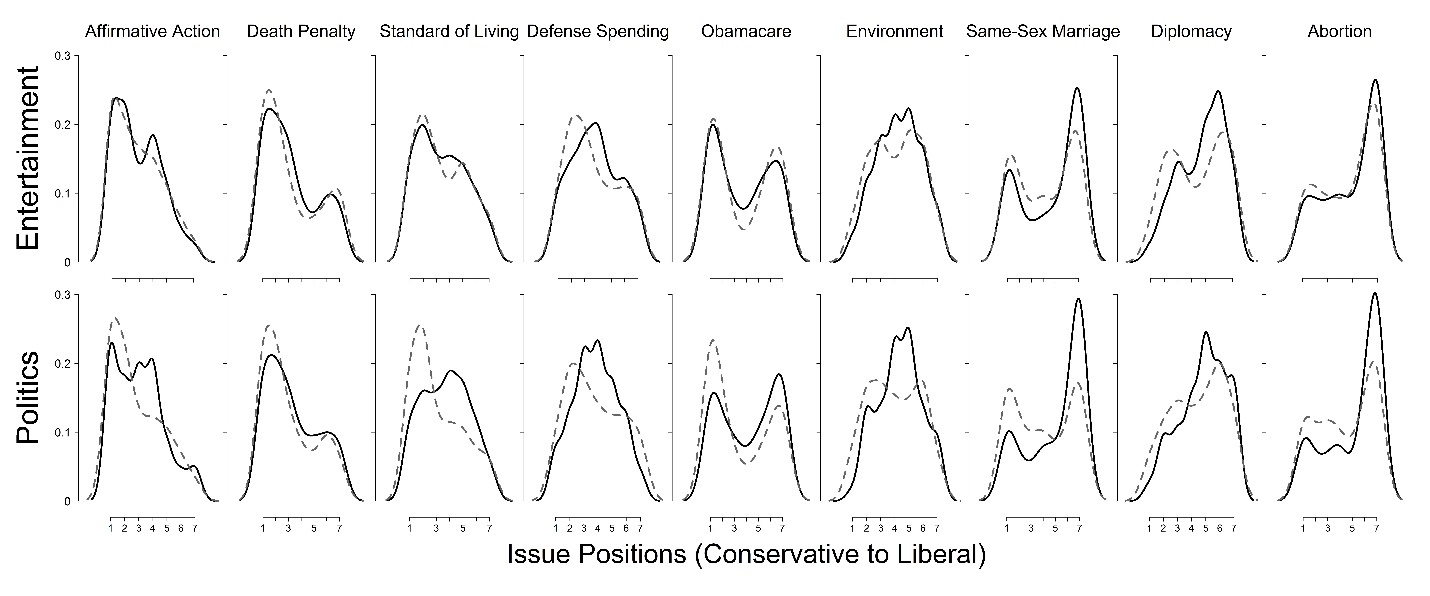 Affirmative Action Death Penalty Standard of Living Defense Spending Obamacare Environment Same-Sex Marriage Diplomacy Abortion
Entertainment
0.3
0.2
0.1
0
Politics
0.3
0.2
0.1
0
1 2 3 4 5 6 7 1 3 5 7 1 3 5 7 1 2 3 4 5 6 7 1 3 5 7 1 2 3 5 7 1 3 5 7 1 2 3 4 5 6 7 1 3 5 7
Issue Positions (Conservative to Liberal)